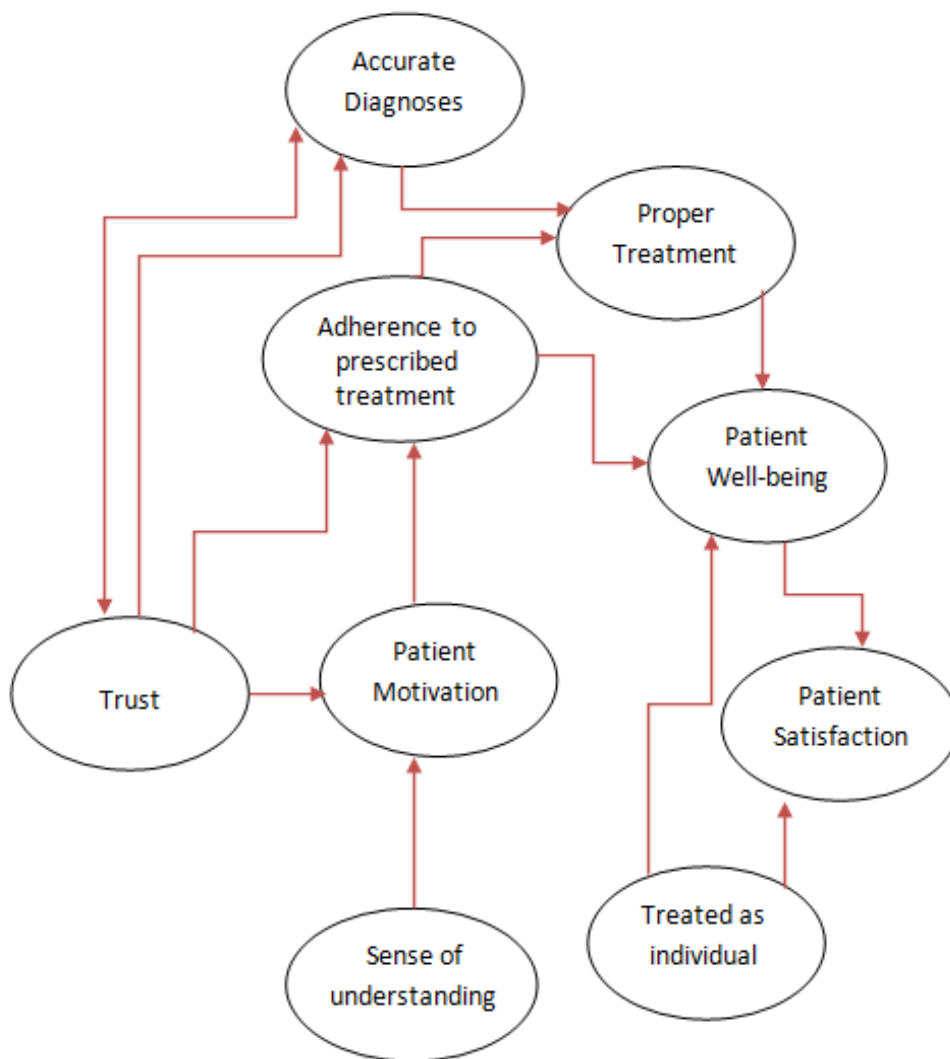 Accurate
Diagnoses
Proper
Treatment
Adherence to
prescribed
treatment
Patient
Well-being
Trust
Patient
Motivation
Patient
Satisfaction
Sense of
understanding
Treated as
individual